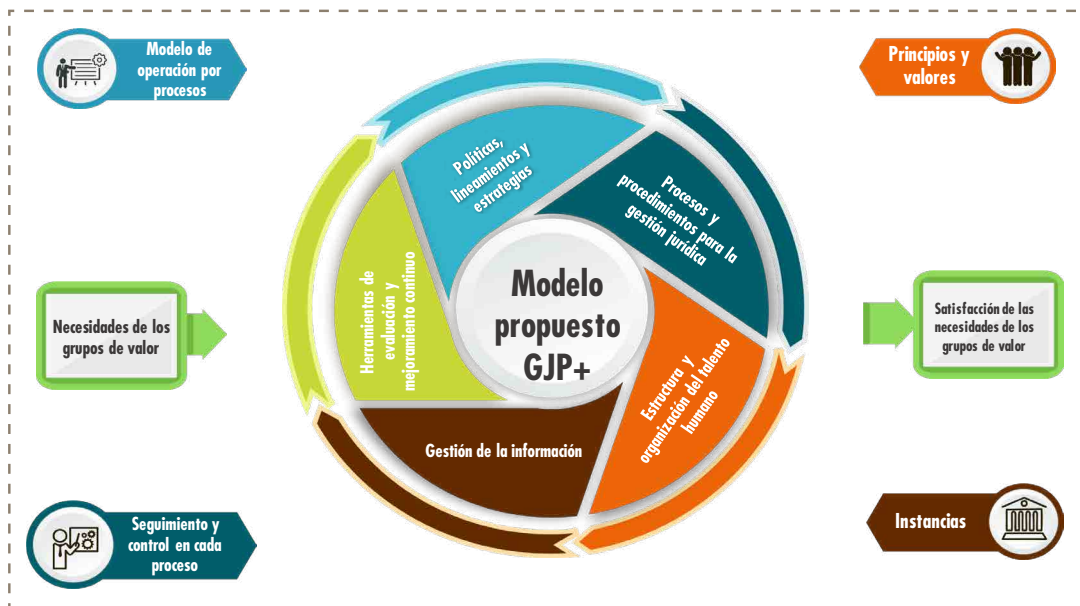 Modelo de
operación por
procesos
Principios y
valores
Políticas,
lineamientos y
estrategias
Procesos y
procedimientos para la
gestión jurídica
Herramientas de
evaluación y
mejoramiento continuo
Modelo
propuesto
GJP+
Necesidades de los
grupos de valor
Satisfacción de las
necesidades de los
grupos de valor
Estructura y
organización del talento
humano
Gestión de la información
Seguimiento y
control en cada
proceso
Instancias